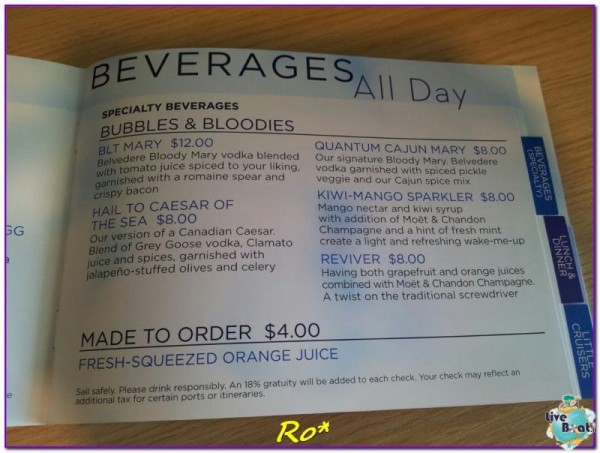 BEVERAGES All Day
SPECIALTY BEVERAGES
BUBBLES & BLOODIES
BLT MARY $12.00
Belvedere Bloody Mary vodka blended
with tomato juice spiced to your liking,
garnished with a romaine spear and
crispy bacon
HAIL TO CAESAR OF
THE SEA $8.00
Our version of a Canadian Caesar.
Blend of Grey Goose vodka, Clamato
juice and spices, garnished with
jalapeño-stuffed olives and celery
QUANTUM CAJUN MARY $8.00
Our signature Bloody Mary. Belvedere
vodka garnished with spiced pickle
veggie and our Cajun spice mix
KIWI-MANGO SPARKLER $8.00
Mango nectar and kiwi syrup
with addition of Moët & Chandon
Champagne and a hint of fresh mint
create a light and refreshing wake-me-up
REVIVER $8.00
Having both grapefruit and orange juices
combined with Moët & Chandon Champagne.
A twist on the traditional screwdriver
MADE TO ORDER $4.00
FRESH-SQUEEZED ORANGE JUICE
Sail safely. Please drink responsibly. An 18% gratuity will be added to each check. Your check may reflect an
additional tax for certain ports or itineraries.
BEVERAGES
(SPECIALTY)
LUNCH &
DINNER
LITTLE
CRUISERS
GG
Ro*
Live
Boat